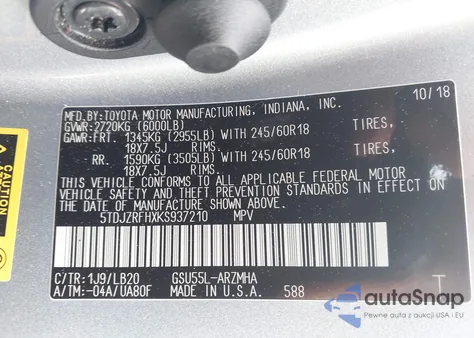 MFD. BY: TOYOTA MOTOR MANUFACTURING, INDIANA, INC. 10/18
GVWR: 2720KG (6000LB)
GAWR: FRT. 1345KG (2955LB) WITH 245/60R18 TIRES,
18X7.5J RIMS.
RR. 1590KG (3505LB) WITH 245/60R18 TIRES,
18X7.5J RIMS.
THIS VEHICLE CONFORMS TO ALL APPLICABLE FEDERAL MOTOR
VEHICLE SAFETY AND THEFT PREVENTION STANDARDS IN EFFECT
ON THE DATE OF MANUFACTURE SHOWN ABOVE.
5TDJZRFHXKS937210 MPV
C/TR: 1J9/LB20 GSU55L-ARZMHA
A/TM: -04A/UA80F MADE IN U.S.A. 588 T
autoSnap
Pewne auta z USA i EU